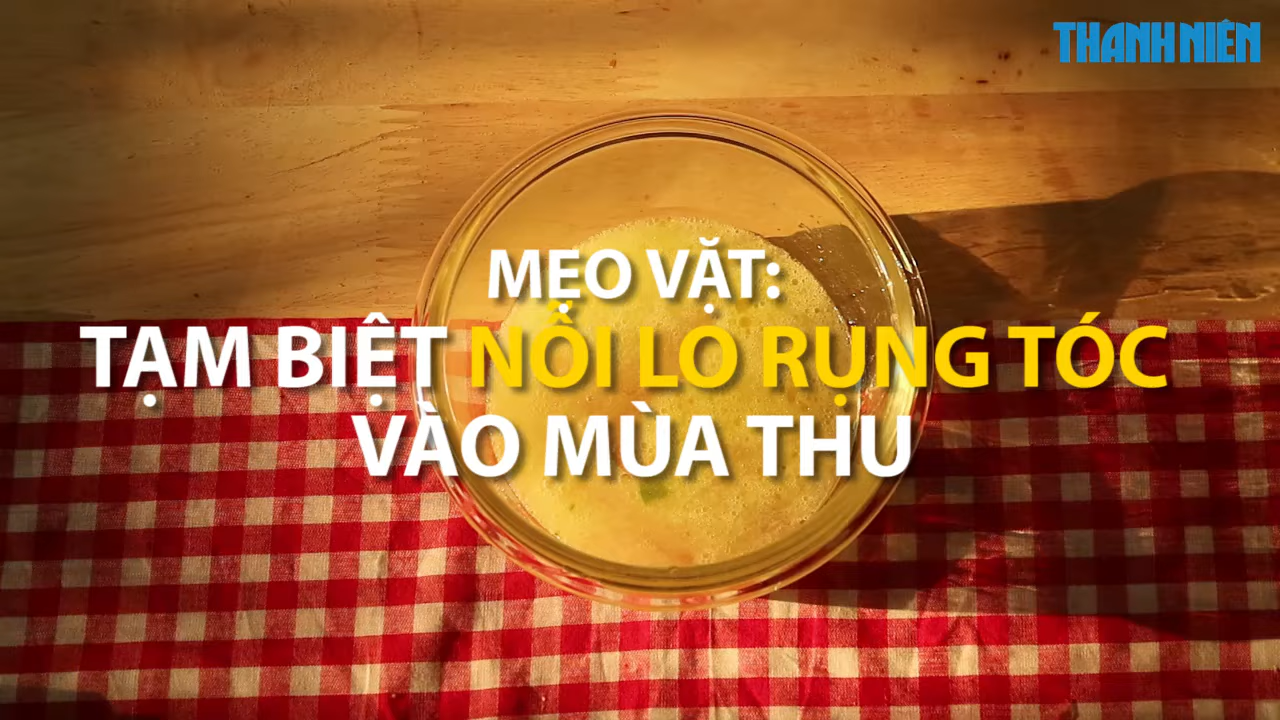 THANH NIÊN
MẸO VẶT:
TẠM BIỆT NỖI LO RỤNG TÓC
VÀO MÙA THU